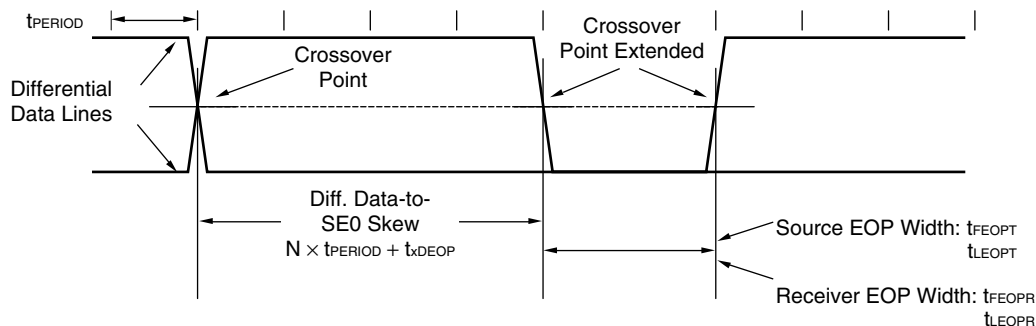 tPERIOD
Differential
Data Lines
Crossover
Point
Crossover
Point Extended
Diff. Data-to-
SE0 Skew
N × tPERIOD + txDEOP
Source EOP Width: tFEOPT
tLEOPT
Receiver EOP Width: tFEOPR
tLEOPR